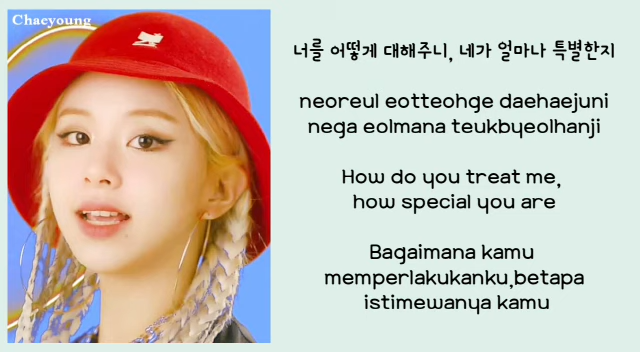 Chaeyoung
너를 어떻게 대해주니, 네가 얼마나 특별한지
neoreul eotteohge daehaejuni
nega eolmana teukbyeolhanji
How do you treat me,
how special you are
Bagaimana kamu
memperlakukanku,betapa
istimewanya kamu